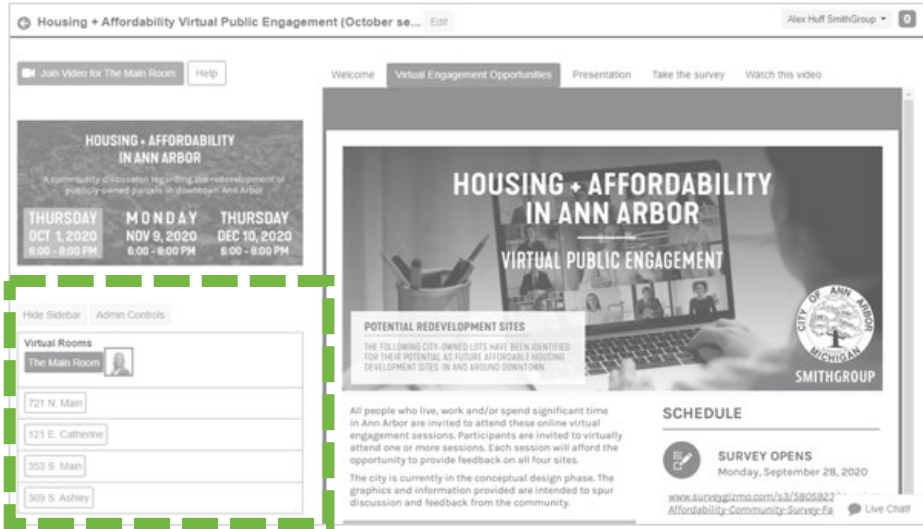 Housing + Affordability Virtual Public Engagement (October se... Edit
Alex Huff SmithGroup
0
Join Video for The Main Room
Help
Welcome
Virtual Engagement Opportunities
Presentation
Take the survey
Watch this video
HOUSING + AFFORDABILITY
IN ANN ARBOR
A community discussion regarding the redevelopment of
publicly-owned parcels in downtown Ann Arbor
THURSDAY
OCT 1, 2020
6:00 - 8:00 PM
MONDAY
NOV 9, 2020
6:00 - 8:00 PM
THURSDAY
DEC 10, 2020
6:00 - 8:00 PM
Hide Sidebar
Admin Controls
Virtual Rooms
The Main Room
721 N. Main
121 E. Catherine
353 S. Main
309 S. Ashley
HOUSING + AFFORDABILITY
IN ANN ARBOR
VIRTUAL PUBLIC ENGAGEMENT
POTENTIAL REDEVELOPMENT SITES
THE FOLLOWING CITY-OWNED LOTS HAVE BEEN IDENTIFIED
FOR THEIR POTENTIAL AS FUTURE AFFORDABLE HOUSING
DEVELOPMENT SITES IN AND AROUND DOWNTOWN
CITY OF ANN ARBOR
MICHIGAN
SMITHGROUP
All people who live, work and/or spend significant time
in Ann Arbor are invited to attend these online virtual
engagement sessions. Participants are invited to virtually
attend one or more sessions. Each session will afford the
opportunity to provide feedback on all four sites.
The city is currently in the conceptual design phase. The
graphics and information provided are intended to spur
discussion and feedback from the community.
SCHEDULE
SURVEY OPENS
Monday, September 28, 2020
www.surveygizmo.com/s3/5805923
Affordability-Community-Survey-Fa
Live Chat!